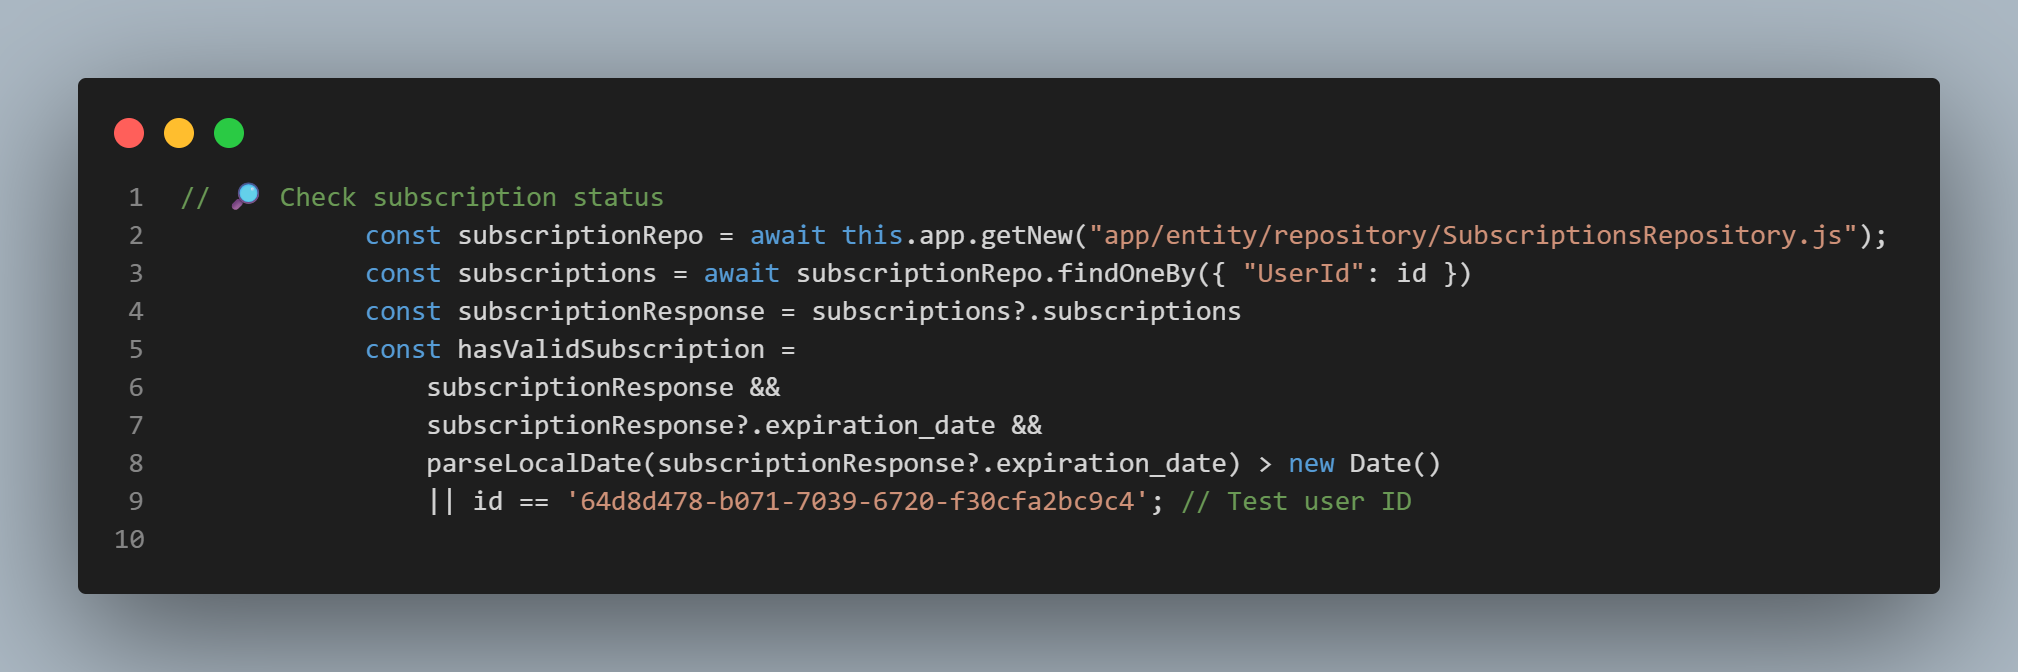 1 // 🔎 Check subscription status
2 const subscriptionRepo = await this.app.getNew("app/entity/repository/SubscriptionsRepository.js");
3 const subscriptions = await subscriptionRepo.findOneBy({ "UserId": id })
4 const subscriptionResponse = subscriptions?.subscriptions
5 const hasValidSubscription =
6 subscriptionResponse &&
7 subscriptionResponse?.expiration_date &&
8 parseLocalDate(subscriptionResponse?.expiration_date) > new Date()
9 || id == '64d8d478-b071-7039-6720-f30cfa2bc9c4'; // Test user ID
10